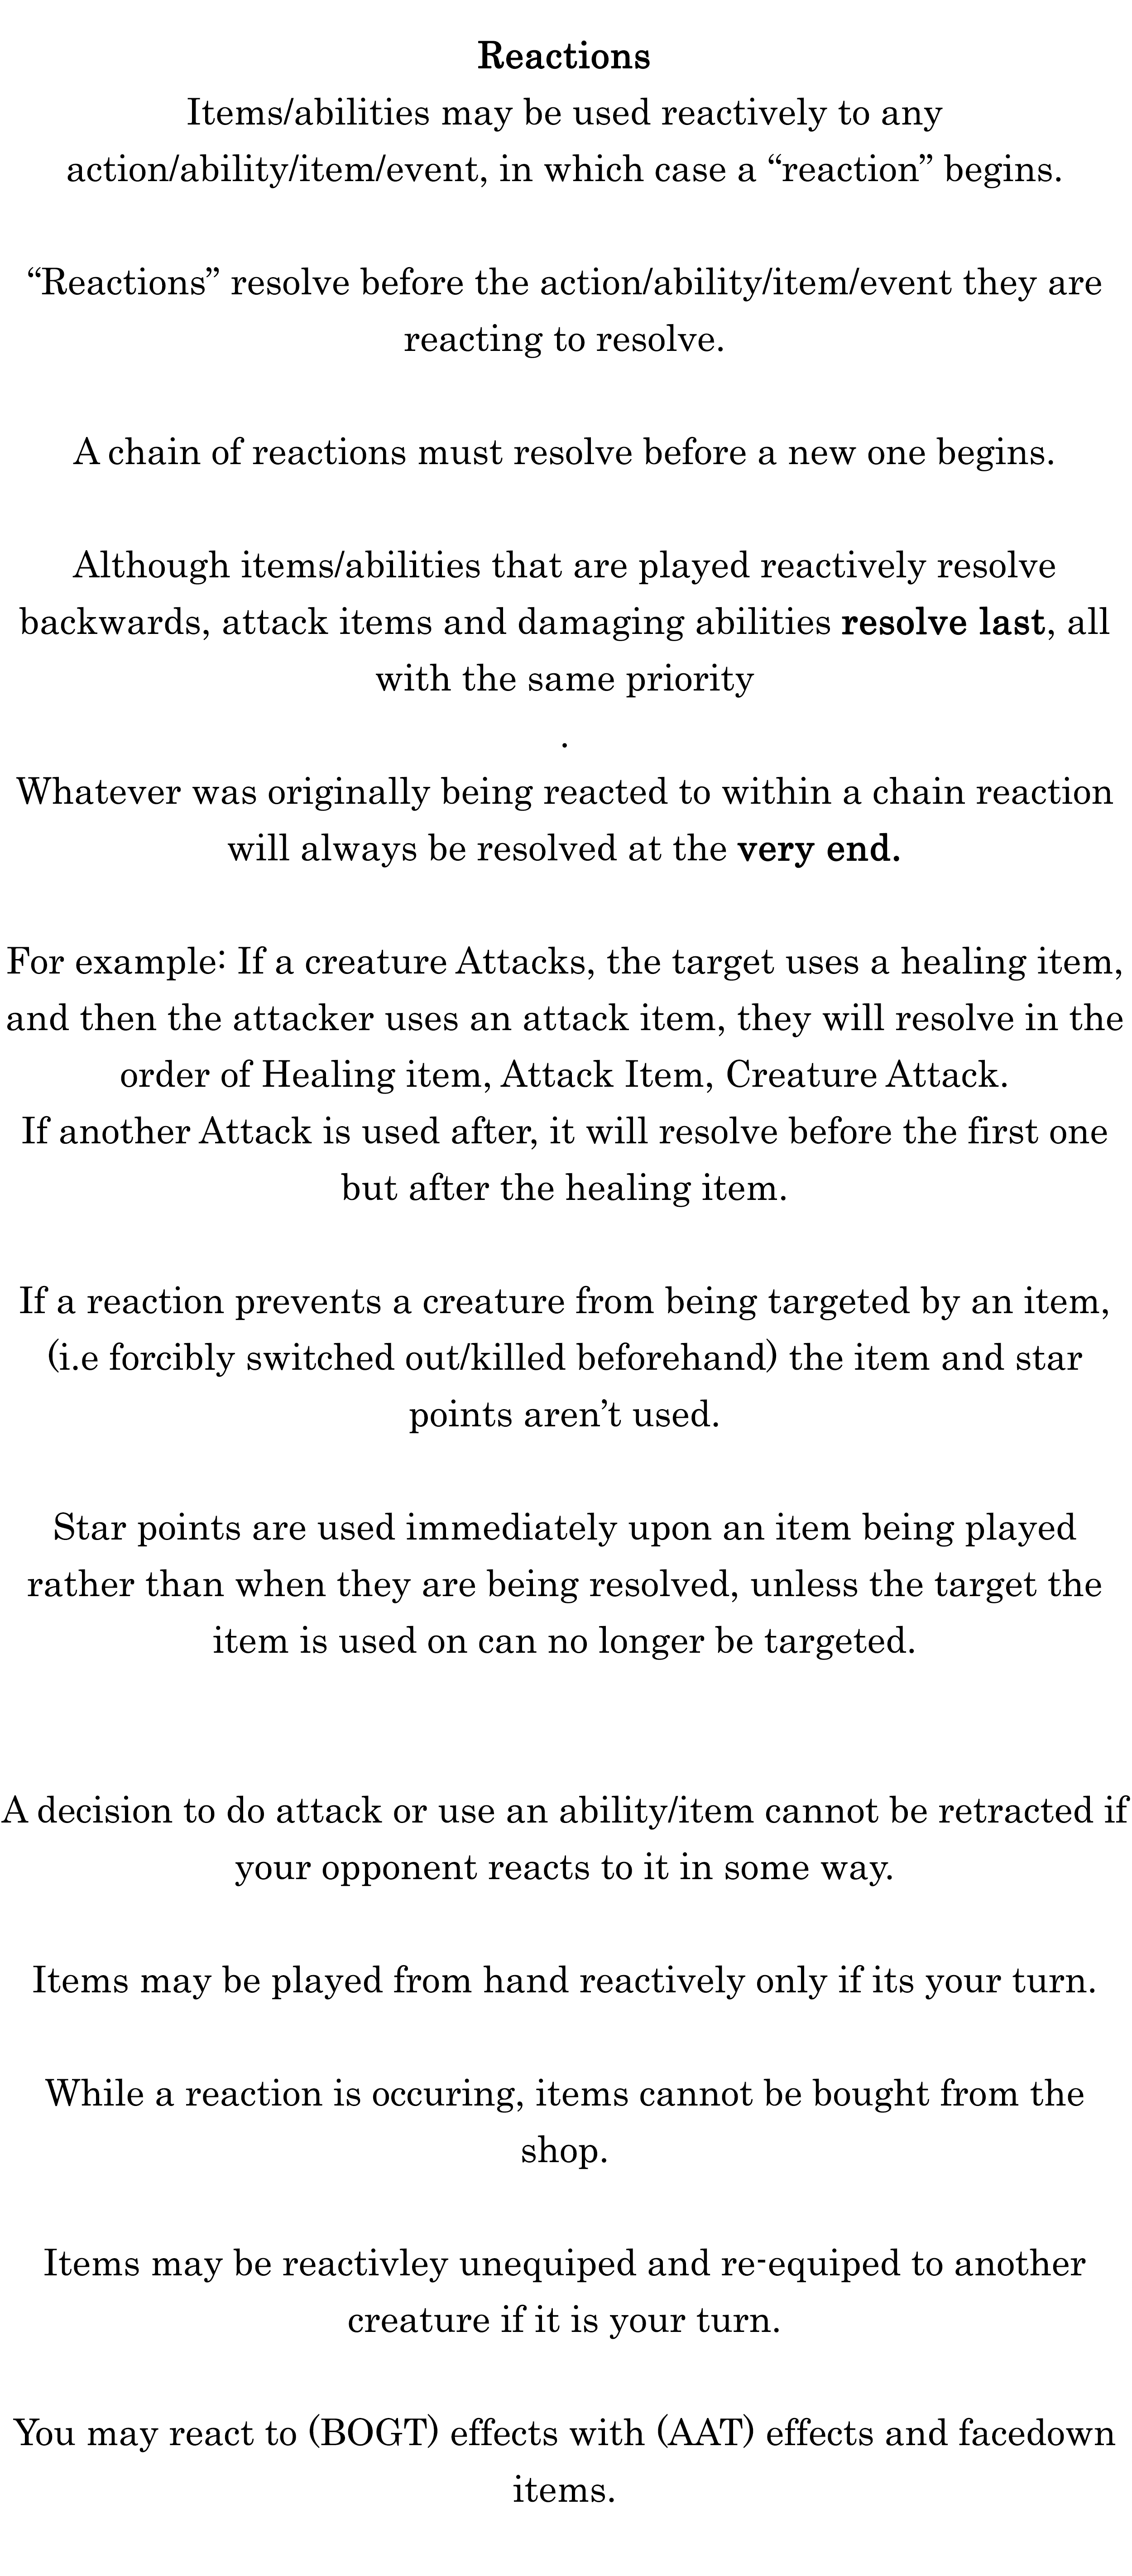 Reactions
Items/abilities may be used reactively to any
action/ability/item/event, in which case a “reaction” begins.
“Reactions” resolve before the action/ability/item/event they are
reacting to resolve.
A chain of reactions must resolve before a new one begins.
Although items/abilities that are played reactively resolve
backwards, attack items and damaging abilities resolve last, all
with the same priority
.
Whatever was originally being reacted to within a chain reaction
will always be resolved at the very end.
For example: If a creature Attacks, the target uses a healing item,
and then the attacker uses an attack item, they will resolve in the
order of Healing item, Attack Item, Creature Attack.
If another Attack is used after, it will resolve before the first one
but after the healing item.
If a reaction prevents a creature from being targeted by an item,
(i.e forcibly switched out/killed beforehand) the item and star
points aren’t used.
Star points are used immediately upon an item being played
rather than when they are being resolved, unless the target the
item is used on can no longer be targeted.
A decision to do attack or use an ability/item cannot be retracted if
your opponent reacts to it in some way.
Items may be played from hand reactively only if its your turn.
While a reaction is occuring, items cannot be bought from the
shop.
Items may be reactivley unequiped and re-equiped to another
creature if it is your turn.
You may react to (BOGT) effects with (AAT) effects and facedown
items.